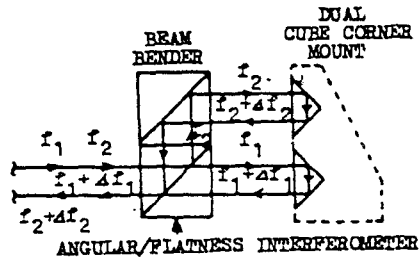 DUAL
CUBE CORNER
MOUNT
BEAM
BENDER
f2
f2+Δf2
f1 f2
f1
f1+Δf1
f1+Δf1
f2+Δf2
ANGULAR/FLATNESS INTERFEROMETER